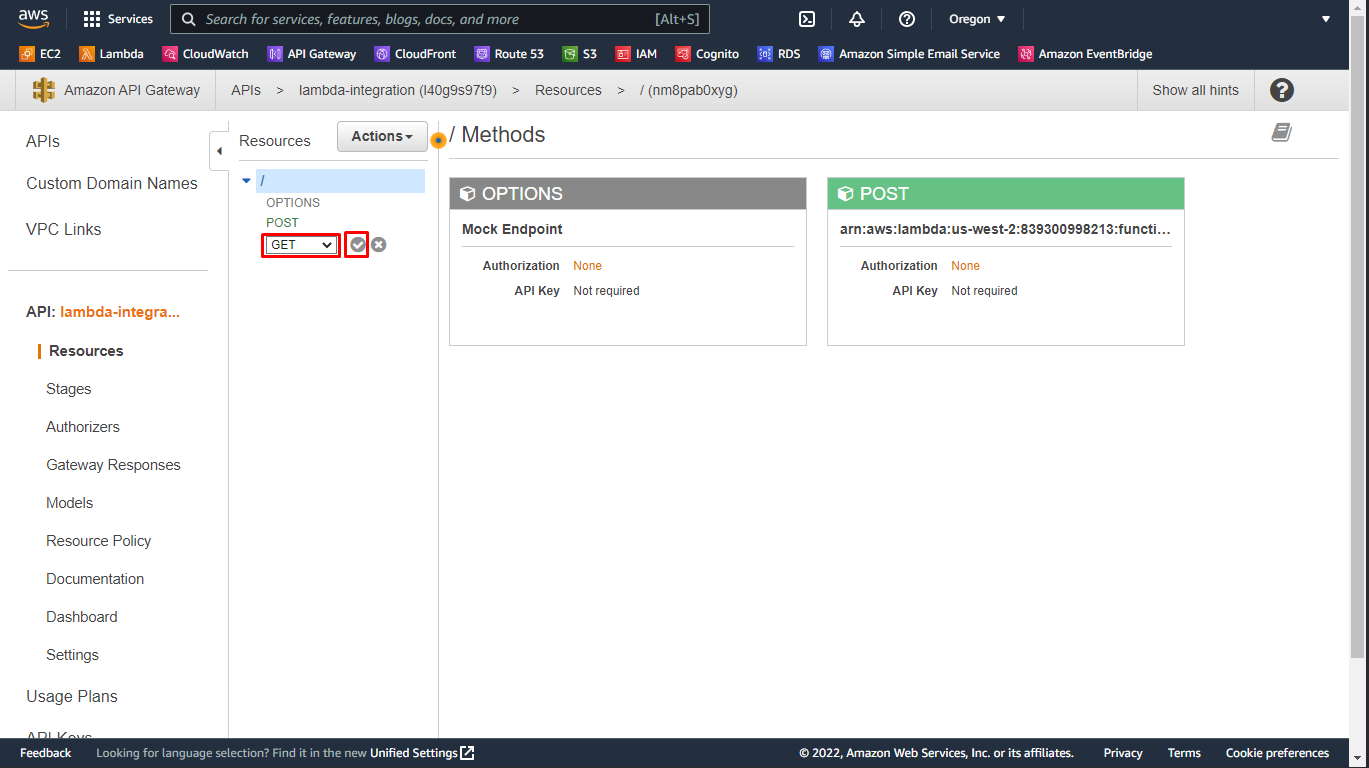 aws
Services
Search for services, features, blogs, docs, and more
[Alt+S]
Oregon
EC2
Lambda
CloudWatch
API Gateway
CloudFront
Route 53
S3
IAM
Cognito
RDS
Amazon Simple Email Service
Amazon EventBridge
Amazon API Gateway
APIs > lambda-integration (l40g9s97t9) > Resources > / (nm8pab0xyg)
Show all hints
?
APIs
Custom Domain Names
VPC Links
API: lambda-integra...
Resources
Stages
Authorizers
Gateway Responses
Models
Resource Policy
Documentation
Dashboard
Settings
Usage Plans
API Keys
Resources
Actions
/
OPTIONS
POST
GET
/ Methods
OPTIONS
Mock Endpoint
Authorization None
API Key Not required
POST
arn:aws:lambda:us-west-2:839300998213:functi...
Authorization None
API Key Not required
Feedback
Looking for language selection? Find it in the new Unified Settings
© 2022, Amazon Web Services, Inc. or its affiliates.
Privacy
Terms
Cookie preferences